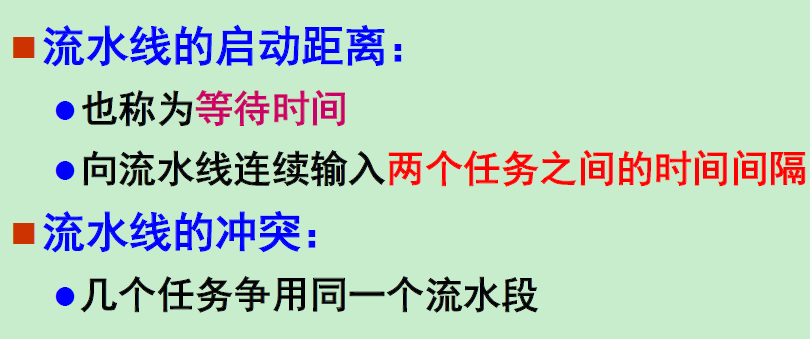 流水线的启动距离：
也称为等待时间
向流水线连续输入两个任务之间的时间间隔
流水线的冲突：
几个任务争用同一个流水段